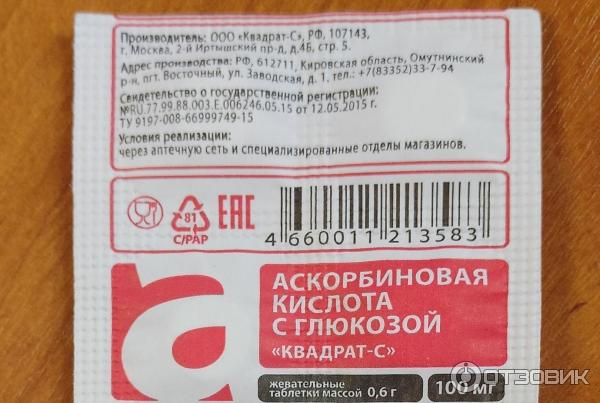 Производитель: ООО «Квадрат-С», РФ, 107143,
г. Москва, 2-й Иртышский пр-д, д.4Б, стр. 5.
Адрес производства: РФ, 612711, Кировская область, Омутнинский
р-н, пгт. Восточный, ул. Заводская, д. 1, тел.: +7(83352)33-7-94
Свидетельство о государственной регистрации:
№RU.77.99.88.003.Е.006246.05.15 от 12.05.2015 г.
ТУ 9197-008-66999749-15
Условия реализации:
через аптечную сеть и специализированные отделы магазинов.
81
C/PAP
ЕАС
4 660011 213583
а
АСКОРБИНОВАЯ
КИСЛОТА
С ГЛЮКОЗОЙ
«КВАДРАТ-С»
жевательные
таблетки массой 0,6 г
100 мг
ОТЗОВИК